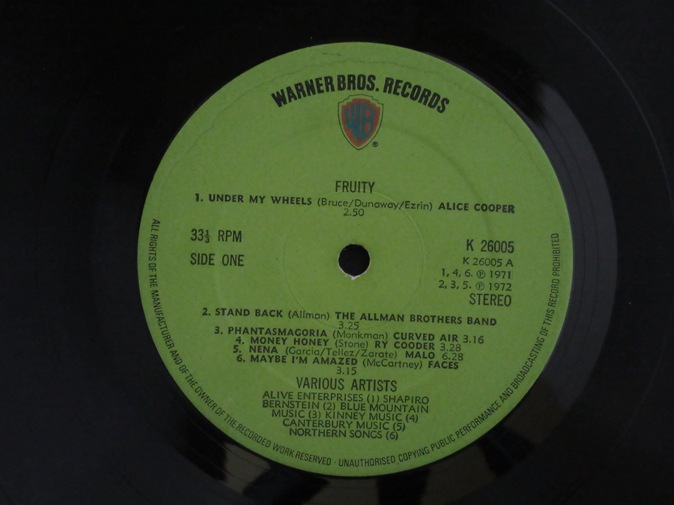 WARNER BROS. RECORDS
WB
®
FRUITY
1. UNDER MY WHEELS (Bruce/Dunaway/Ezrin) ALICE COOPER
2.50
33⅓ RPM
SIDE ONE
K 26005
K 26005 A
1, 4, 6. ℗ 1971
2, 3, 5. ℗ 1972
STEREO
2. STAND BACK (Allman) THE ALLMAN BROTHERS BAND
3.25
3. PHANTASMAGORIA (Monkman) CURVED AIR 3.16
4. MONEY HONEY (Stone) RY COODER 3.28
5. NENA (Garcia/Tellez/Zarate) MALO 6.28
6. MAYBE I'M AMAZED (McCartney) FACES
3.15
VARIOUS ARTISTS
ALIVE ENTERPRISES (1) SHAPIRO
BERNSTEIN (2) BLUE MOUNTAIN
MUSIC (3) KINNEY MUSIC (4)
CANTERBURY MUSIC (5)
NORTHERN SONGS (6)
ALL RIGHTS OF THE MANUFACTURER AND OF THE OWNER OF THE RECORDED WORK RESERVED · UNAUTHORISED COPYING PUBLIC PERFORMANCE AND BROADCASTING OF THIS RECORD PROHIBITED